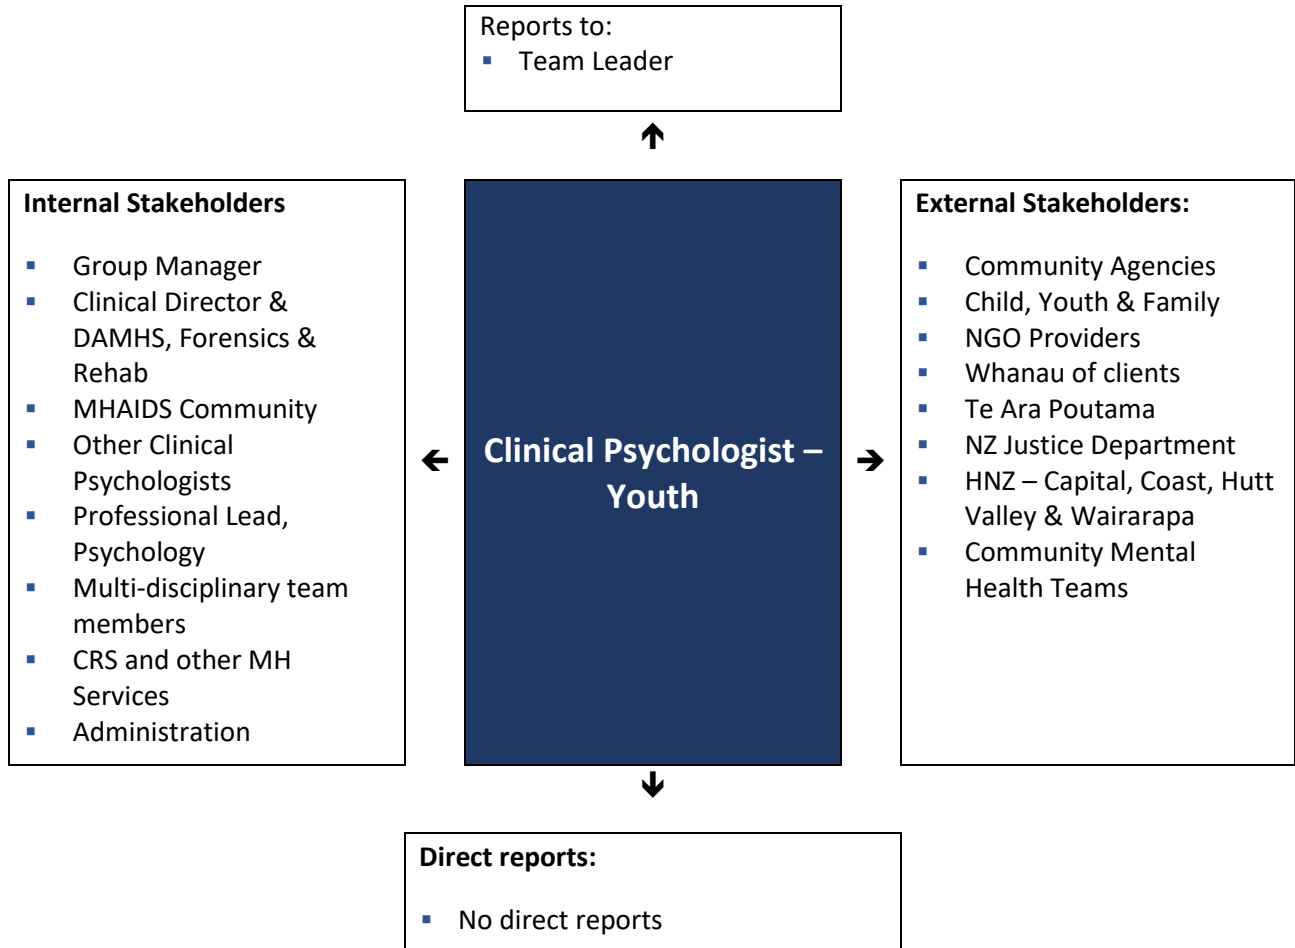 Reports to:
▪ Team Leader
Internal Stakeholders
▪ Group Manager
▪ Clinical Director &
DAMHS, Forensics &
Rehab
▪ MHAIDS Community
▪ Other Clinical
Psychologists
▪ Professional Lead,
Psychology
▪ Multi-disciplinary team
members
▪ CRS and other MH
Services
▪ Administration
Clinical Psychologist –
Youth
External Stakeholders:
▪ Community Agencies
▪ Child, Youth & Family
▪ NGO Providers
▪ Whanau of clients
▪ Te Ara Poutama
▪ NZ Justice Department
▪ HNZ – Capital, Coast, Hutt
Valley & Wairarapa
▪ Community Mental
Health Teams
Direct reports:
▪ No direct reports